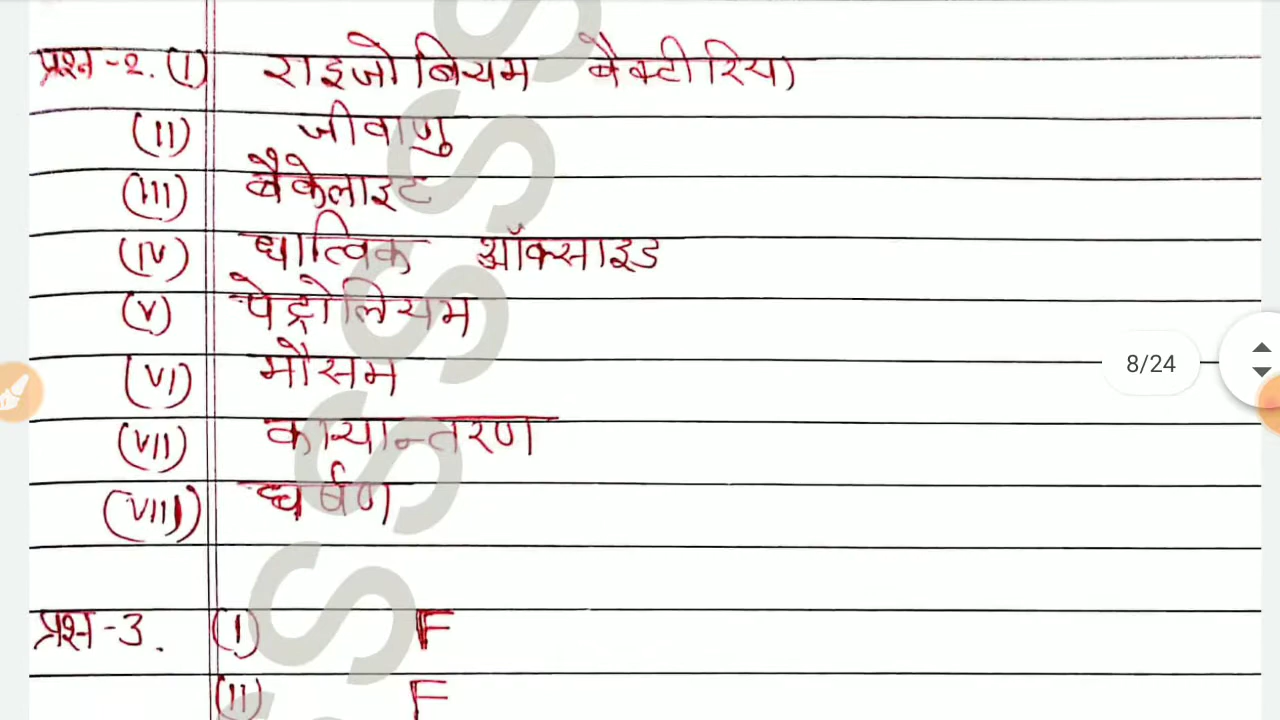 प्रश्न-2. (I) राइजोबियम बैक्टीरिया
(II) जीवाणु
(III) बैकेलाइट
(IV) धात्विक ऑक्साइड
(V) पेट्रोलियम
8/24
(VI) मौसम
(VII) कायान्तरण
(VIII) घर्षण
प्रश्न-3. (I) F
(II) F